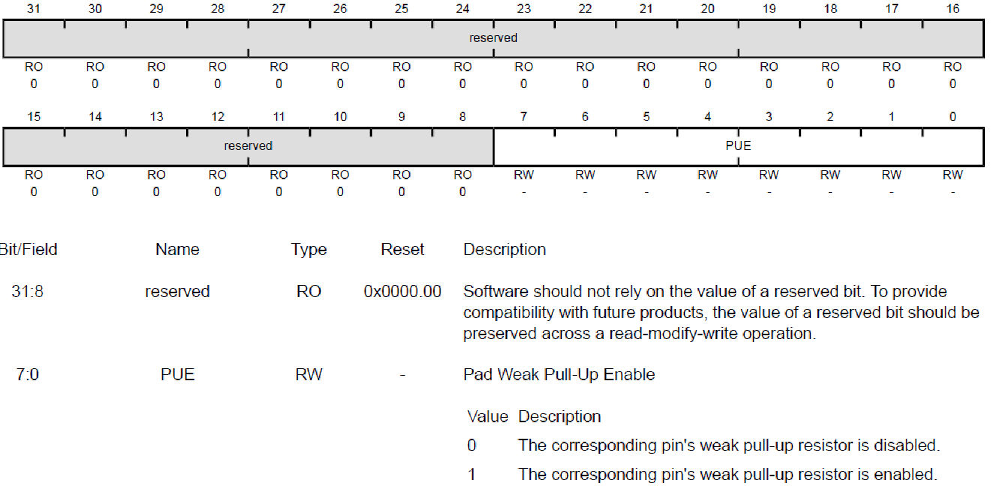 31 30 29 28 27 26 25 24 23 22 21 20 19 18 17 16
reserved
RO RO RO RO RO RO RO RO RO RO RO RO RO RO RO RO
0 0 0 0 0 0 0 0 0 0 0 0 0 0 0 0
15 14 13 12 11 10 9 8 7 6 5 4 3 2 1 0
reserved PUE
RO RO RO RO RO RO RO RO RW RW RW RW RW RW RW RW
0 0 0 0 0 0 0 0 - - - - - - - -
Bit/Field Name Type Reset Description
31:8 reserved RO 0x0000.00 Software should not rely on the value of a reserved bit. To provide
compatibility with future products, the value of a reserved bit should be
preserved across a read-modify-write operation.
7:0 PUE RW - Pad Weak Pull-Up Enable
Value Description
0 The corresponding pin's weak pull-up resistor is disabled.
1 The corresponding pin's weak pull-up resistor is enabled.